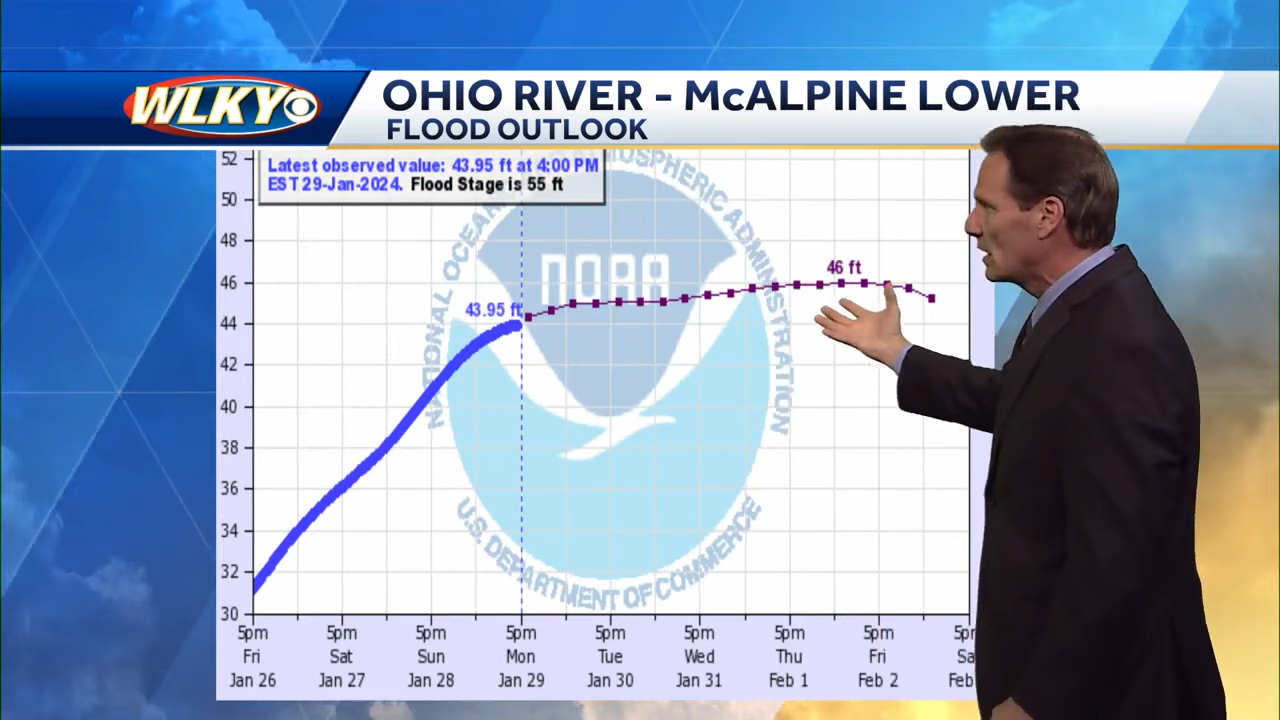 WLKY
OHIO RIVER - McALPINE LOWER
FLOOD OUTLOOK
Latest observed value: 43.95 ft at 4:00 PM
EST 29-Jan-2024. Flood Stage is 55 ft
NATIONAL OCEANIC ATMOSPHERIC ADMINISTRATION
NOAA
U.S. DEPARTMENT OF COMMERCE
43.95 ft
46 ft
52
50
48
46
44
42
40
38
36
34
32
30
5pm 5pm 5pm 5pm 5pm 5pm 5pm 5pm
Fri Sat Sun Mon Tue Wed Thu Fri Sa
Jan 26 Jan 27 Jan 28 Jan 29 Jan 30 Jan 31 Feb 1 Feb 2 Feb